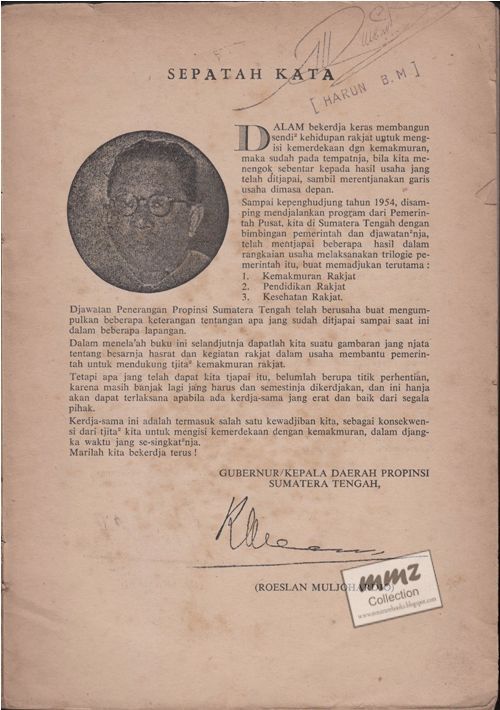 [HARUN B.M]
SEPATAH KATA
DALAM bekerdja keras membangun
sendi² kehidupan rakjat untuk meng-
isi kemerdekaan dgn kemakmuran,
maka sudah pada tempatnja, bila kita me-
nengok sebentar kepada hasil usaha jang
telah ditjapai, sambil merentjanakan garis
usaha dimasa depan.
Sampai kepenghudjung tahun 1954, disam-
ping mendjalankan program dari Pemerin-
tah Pusat, kita di Sumatera Tengah dengan
bimbingan pemerintah dan djawatan²nja,
telah mentjapai beberapa hasil dalam
rangkaian usaha melaksanakan trilogie pe-
merintah itu, buat memadjukan terutama :
1. Kemakmuran Rakjat
2. Pendidikan Rakjat
3. Kesehatan Rakjat.
Djawatan Penerangan Propinsi Sumatera Tengah telah berusaha buat mengum-
pulkan beberapa keterangan tentangan apa jang sudah ditjapai sampai saat ini
dalam beberapa lapangan.
Dalam menela'ah buku ini selandjutnja dapatlah kita suatu gambaran jang njata
tentang besarnja hasrat dan kegiatan rakjat dalam usaha membantu pemerin-
tah untuk mendukung tjita² kemakmuran rakjat.
Tetapi apa jang telah dapat kita tjapai itu, belumlah berupa titik perhentian,
karena masih banjak lagi jang harus dan semestinja dikerdjakan, dan ini hanja
akan dapat terlaksana apabila ada kerdja-sama jang erat dan baik dari segala
pihak.
Kerdja-sama ini adalah termasuk salah satu kewadjiban kita, sebagai konsekwen-
si dari tjita² kita untuk mengisi kemerdekaan dengan kemakmuran, dalam djang-
ka waktu jang se-singkat²nja.
Marilah kita bekerdja terus !
GUBERNUR/KEPALA DAERAH PROPINSI
SUMATERA TENGAH,
(ROESLAN MULJOHARDJO)
mmz
Collection